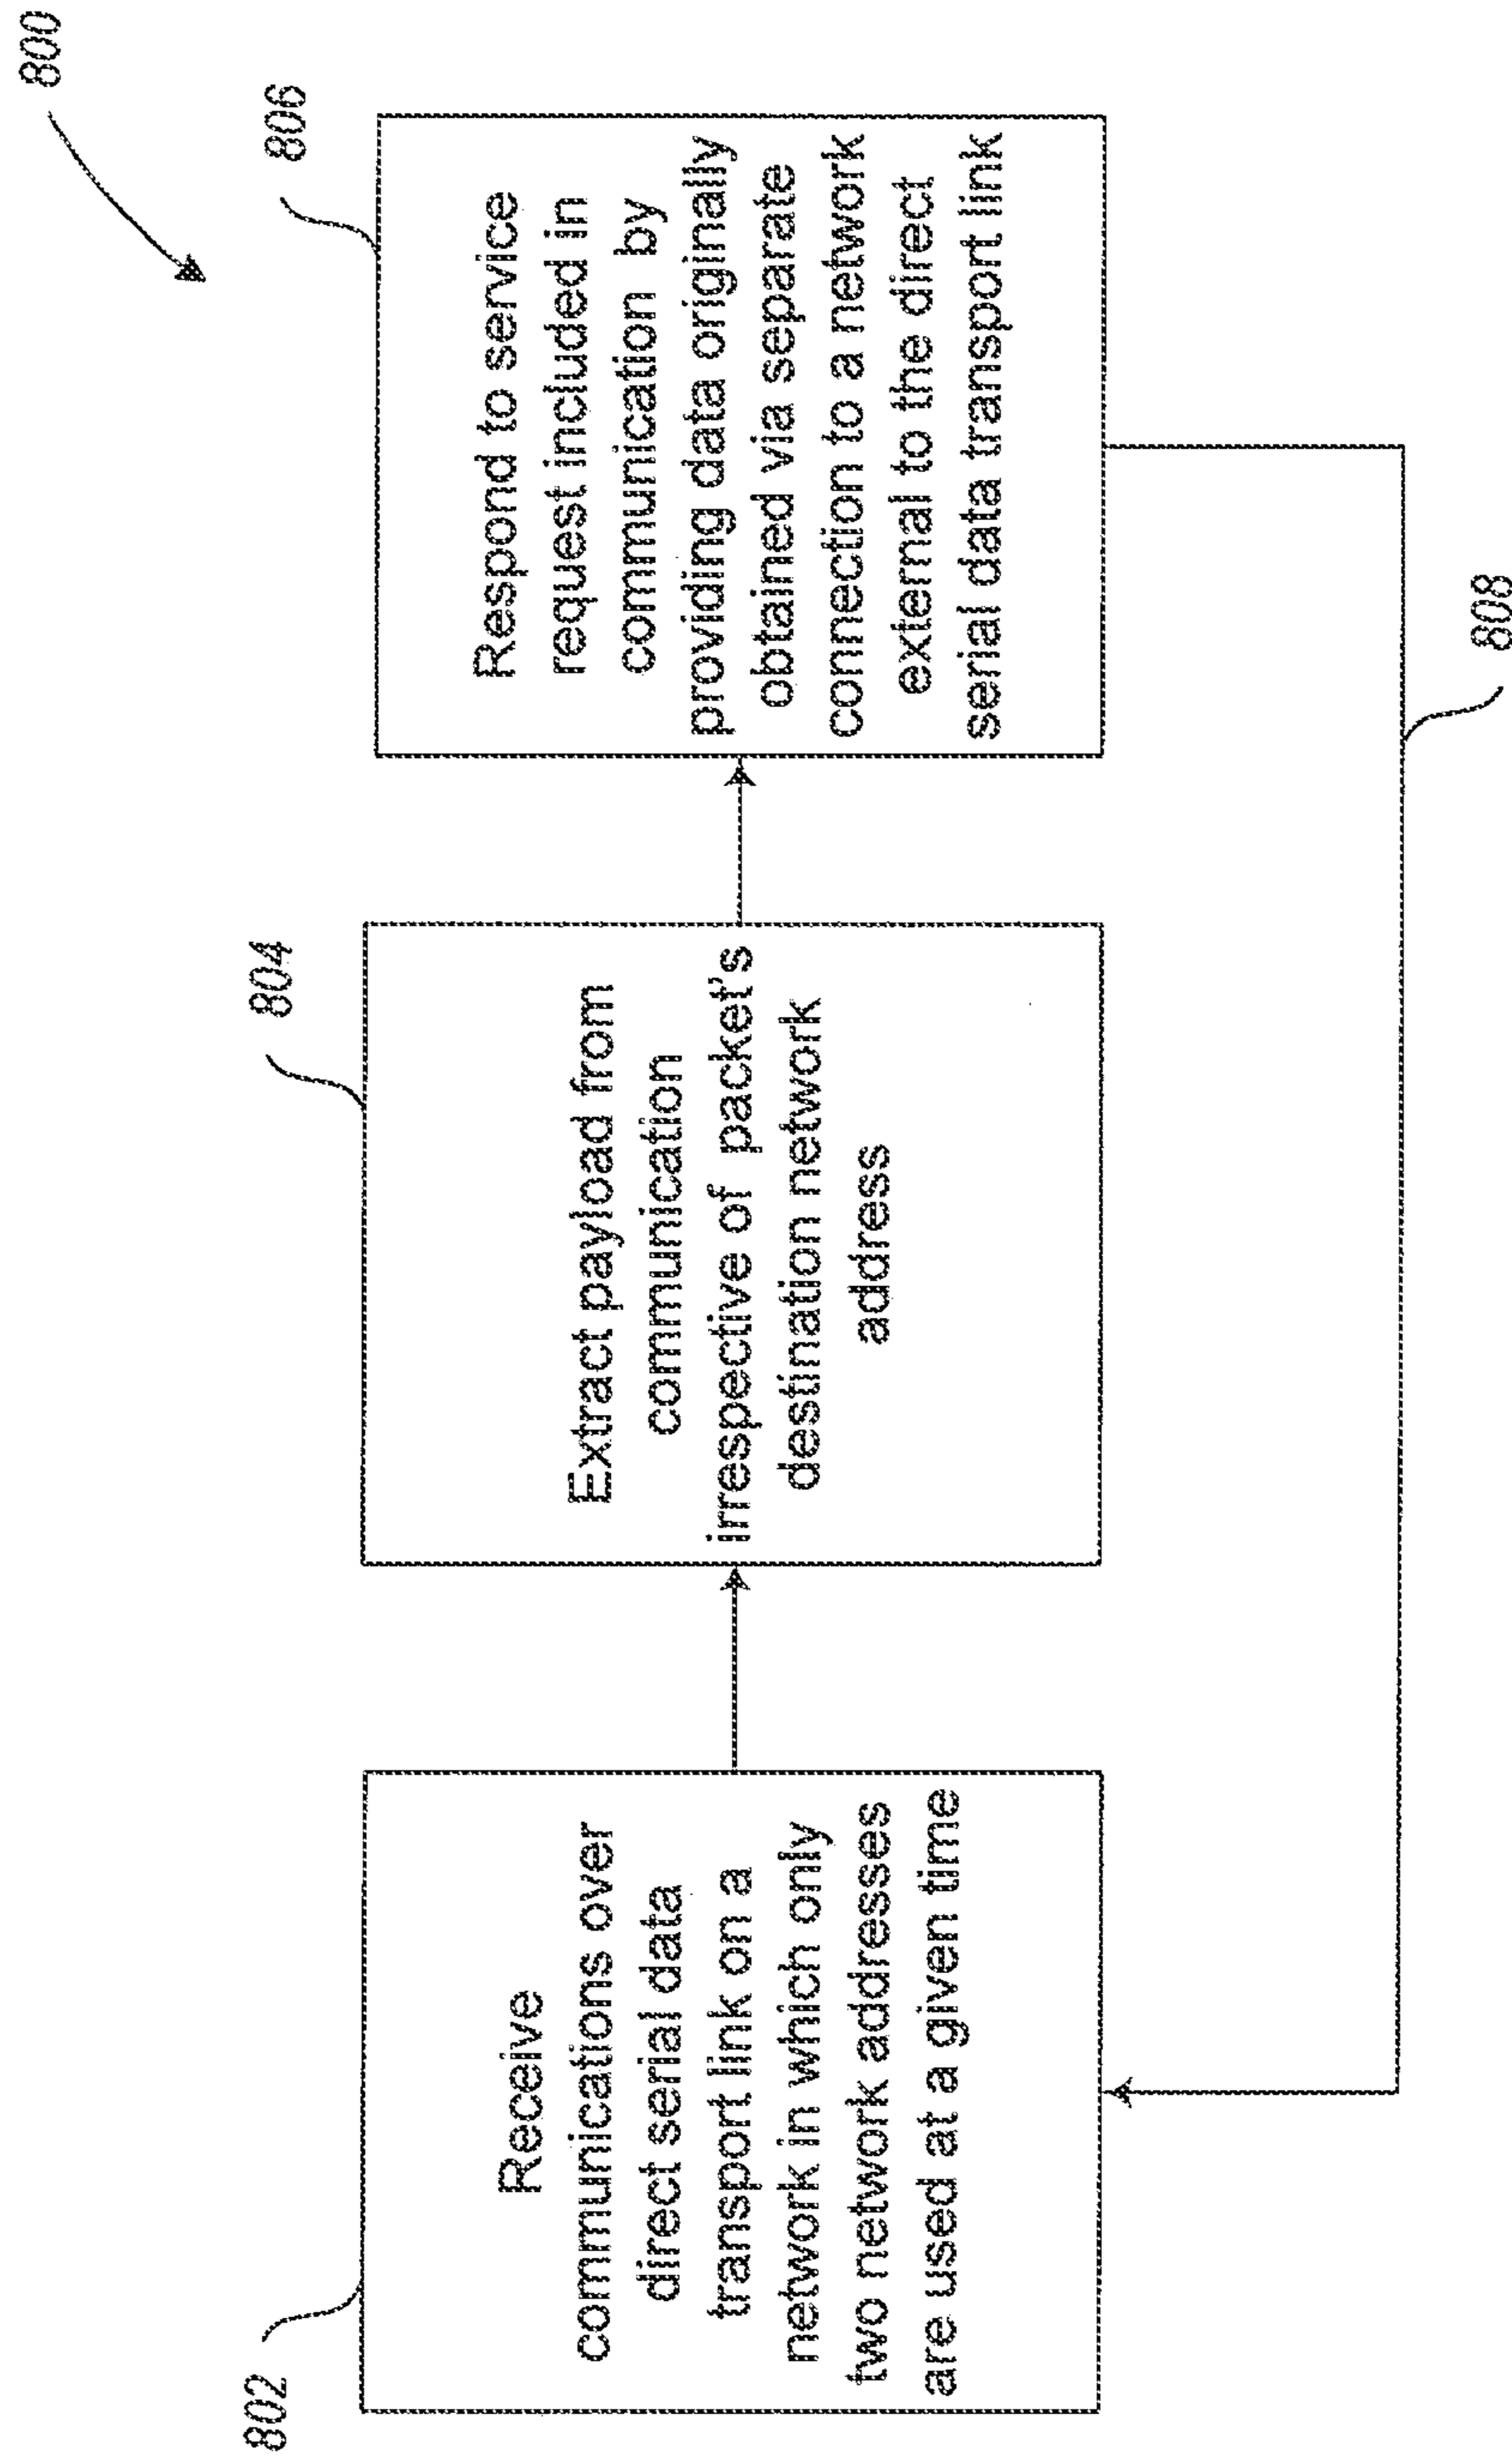 800
802
Receive
communications over
direct serial data
transport link on a
network in which only
two network addresses
are used at a given time
804
Extract payload from
communication
irrespective of packet's
destination network
address
806
Respond to service
request included in
communication by
providing data originally
obtained via separate
connection to a network
external to the direct
serial data transport link
808